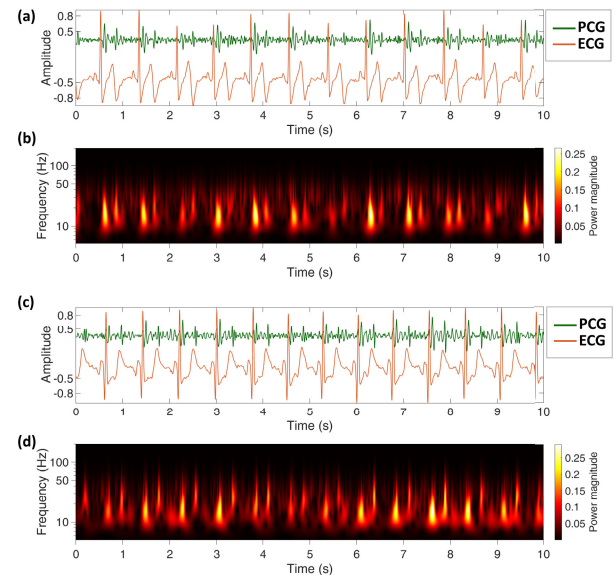 (a)
0.8
0.5
-0.5
-0.8
Amplitude
0 1 2 3 4 5 6 7 8 9 10
Time (s)
PCG
ECG
(b)
100
50
10
Frequency (Hz)
0 1 2 3 4 5 6 7 8 9 10
Time (s)
0.25
0.2
0.15
0.1
0.05
Power magnitude
(c)
0.8
0.5
-0.5
-0.8
Amplitude
0 1 2 3 4 5 6 7 8 9 10
Time (s)
PCG
ECG
(d)
100
50
10
Frequency (Hz)
0 1 2 3 4 5 6 7 8 9 10
Time (s)
0.25
0.2
0.15
0.1
0.05
Power magnitude